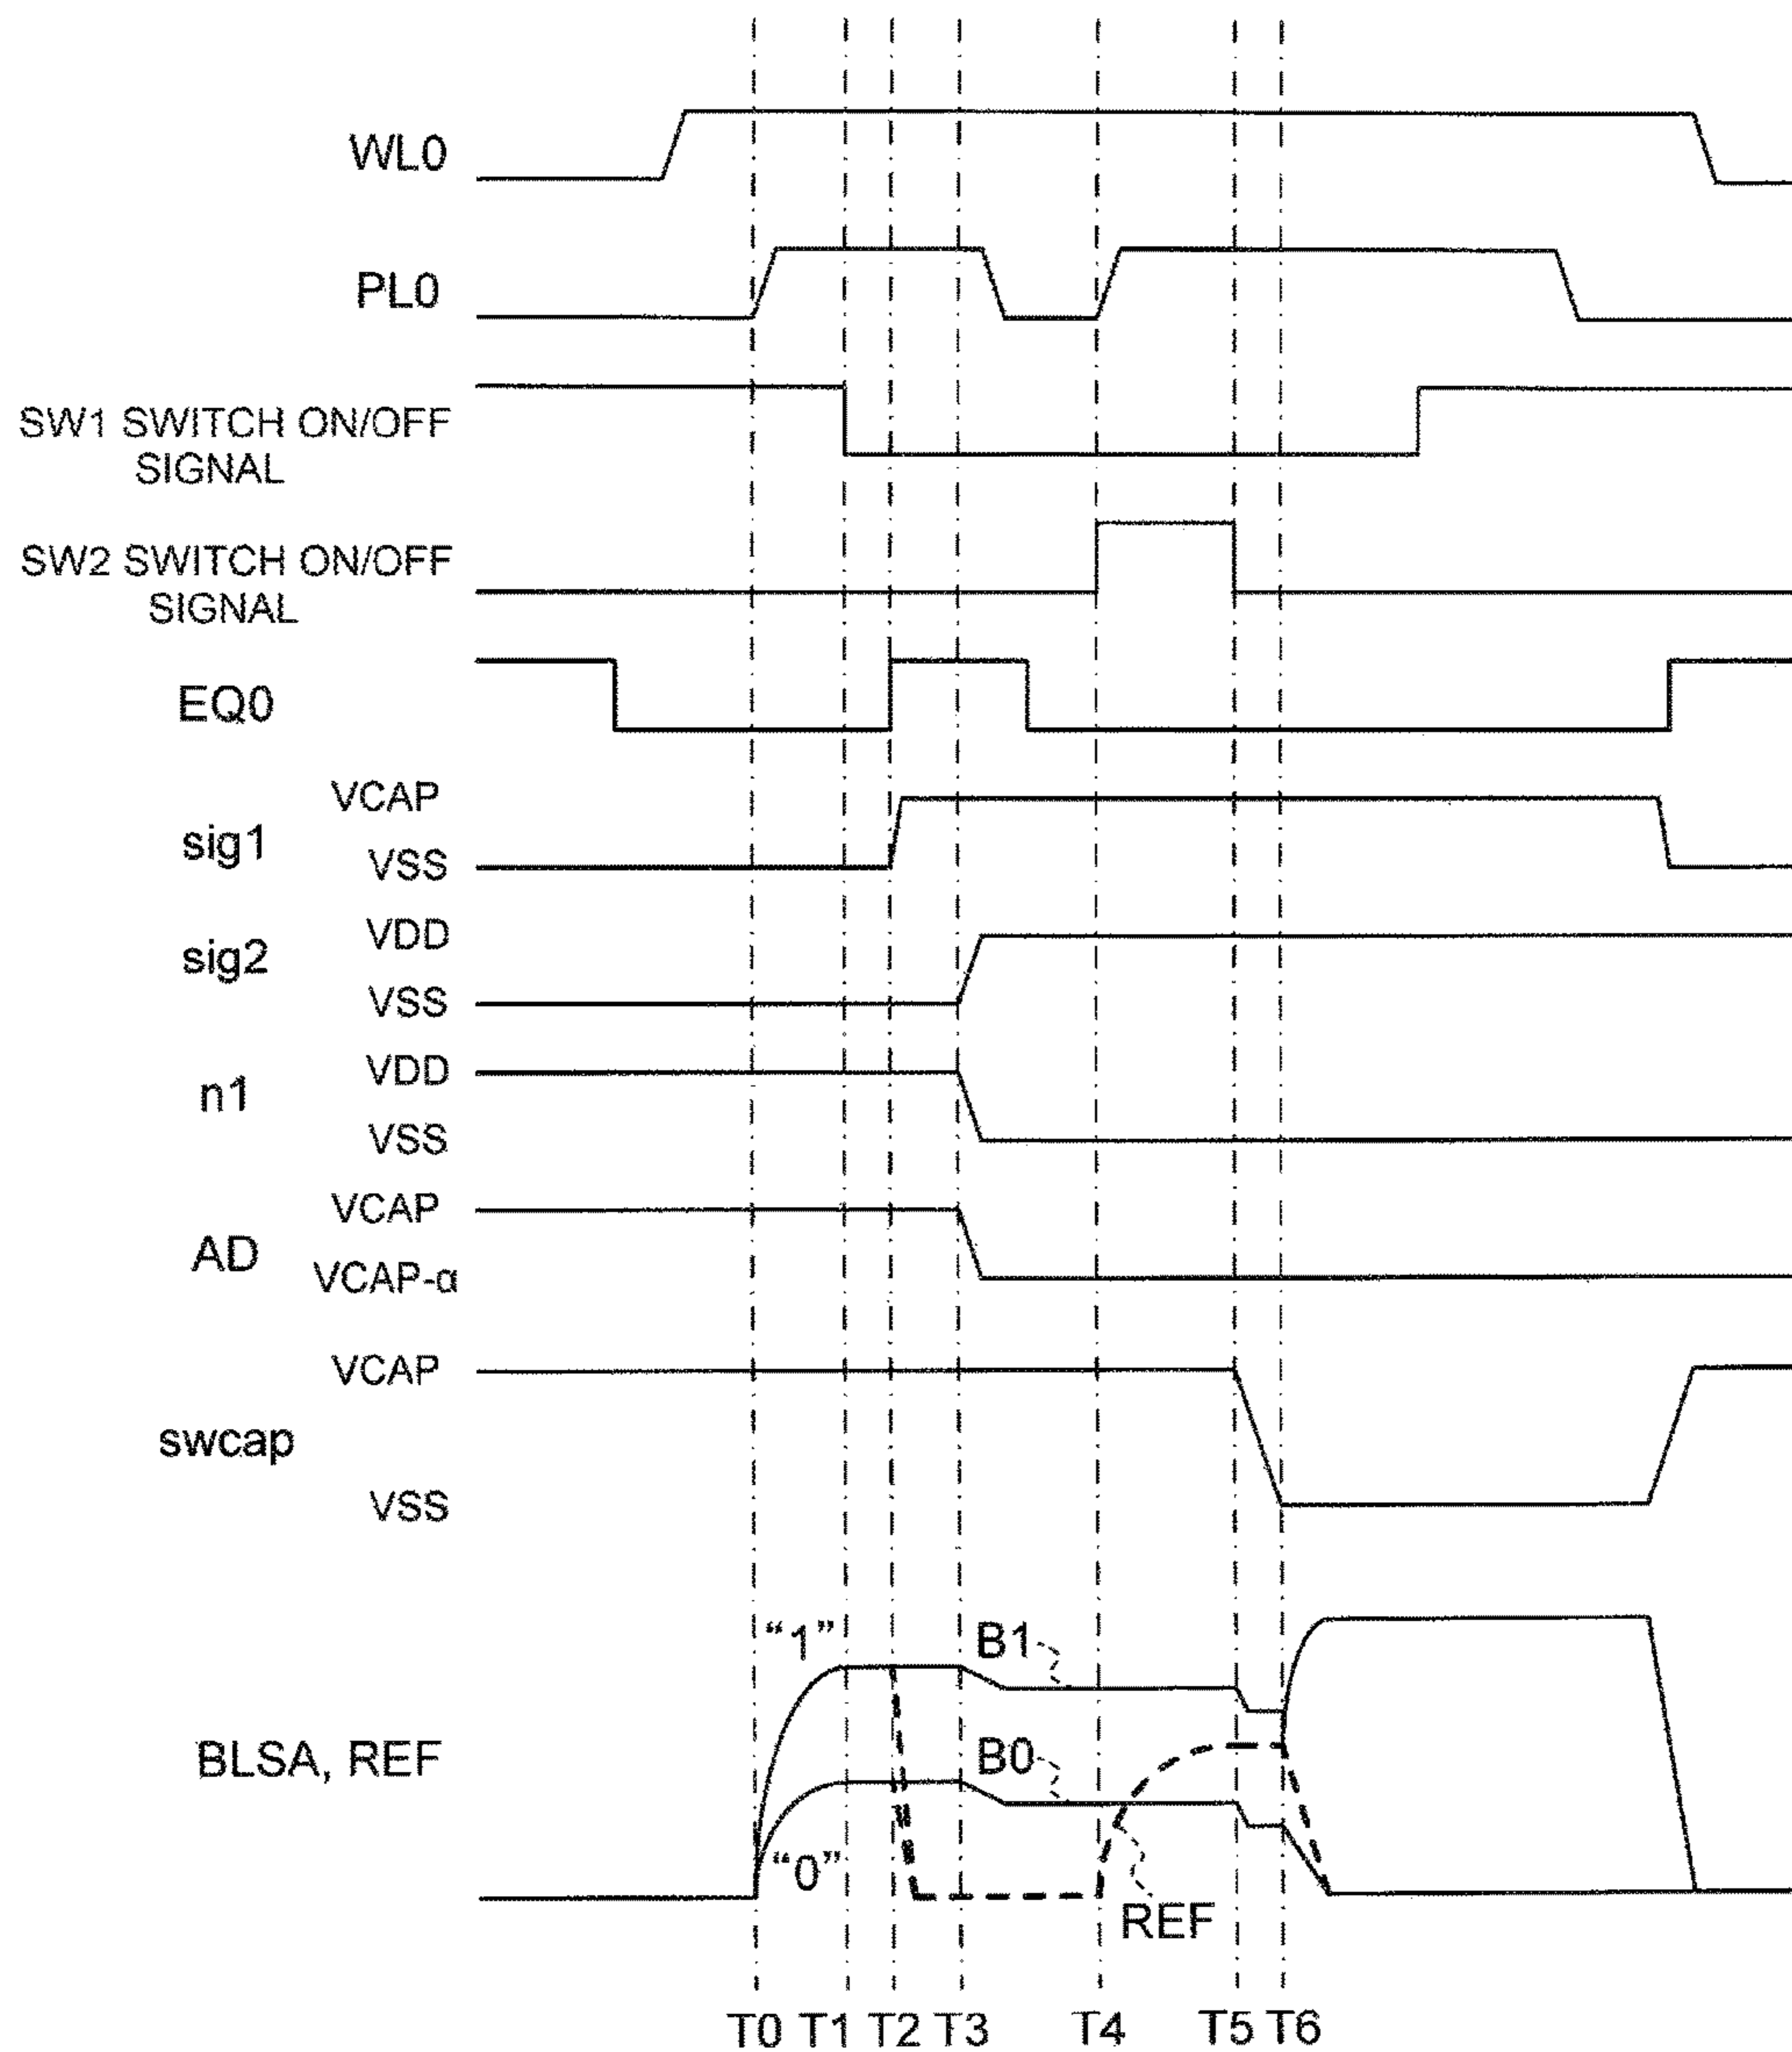 WL0
PL0
SW1 SWITCH ON/OFF
SIGNAL
SW2 SWITCH ON/OFF
SIGNAL
EQ0
VCAP
sig1
VSS
VDD
sig2
VSS
VDD
n1
VSS
VCAP
AD
VCAP-α
VCAP
swcap
VSS
“1”
B1
BLSA, REF
B0
“0”
REF
T0 T1 T2 T3 T4 T5 T6